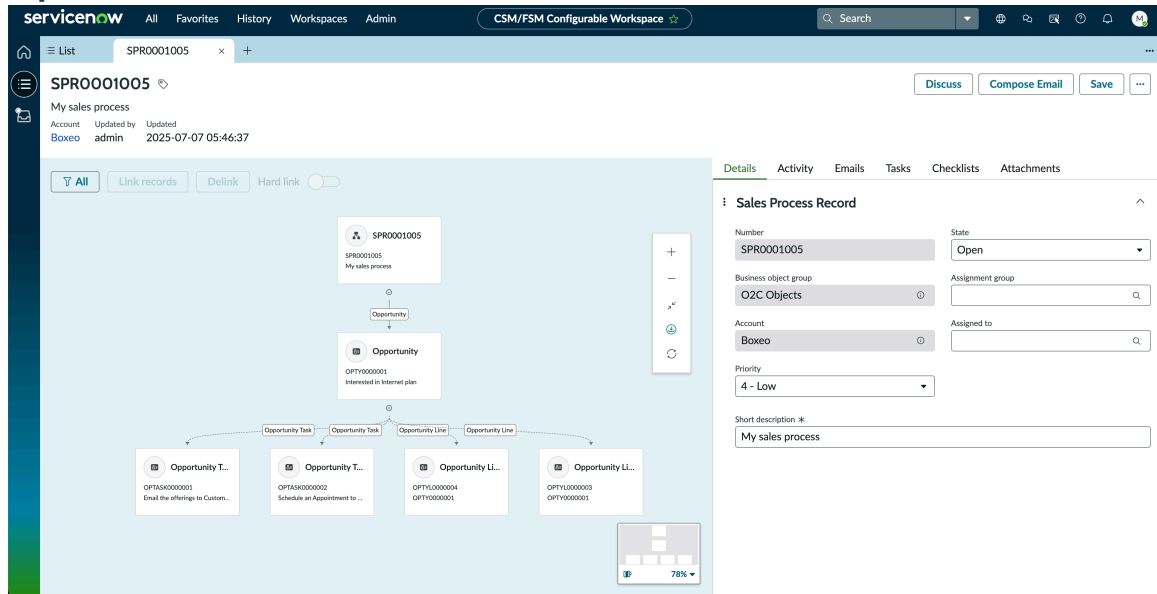 servicenow All Favorites History Workspaces Admin CSM/FSM Configurable Workspace Search M
List SPR0001005 × +
SPR0001005 Discuss Compose Email Save
My sales process
Account Updated by Updated
Boxeo admin 2025-07-07 05:46:37
All Link records Delink Hard link
SPR0001005
SPR0001005
My sales process
Opportunity
Opportunity
OPTY0000001
Interested in Internet plan
Opportunity Task Opportunity Task Opportunity Line Opportunity Line
Opportunity T... Opportunity T... Opportunity Li... Opportunity Li...
OPTASK0000001 OPTASK0000002 OPTYL0000004 OPTYL0000003
Email the offerings to Custom... Schedule an Appointment to ... OPTY0000001 OPTY0000001
78%
Details Activity Emails Tasks Checklists Attachments
Sales Process Record
Number State
SPR0001005 Open
Business object group Assignment group
O2C Objects
Account Assigned to
Boxeo
Priority
4 - Low
Short description *
My sales process